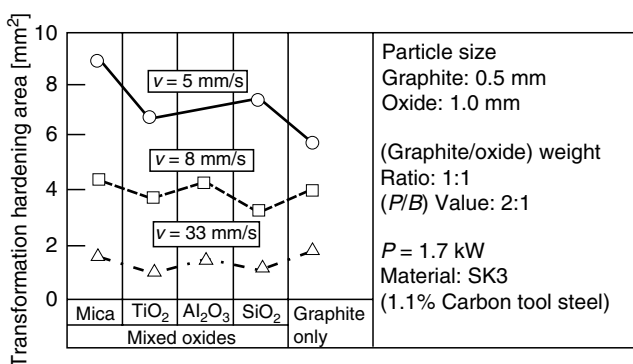 Transformation hardening area [mm²]
10
8
6
4
2
0
v = 5 mm/s
v = 8 mm/s
v = 33 mm/s
Mica
TiO₂
Al₂O₃
SiO₂
Graphite
only
Mixed oxides
Particle size
Graphite: 0.5 mm
Oxide: 1.0 mm
(Graphite/oxide) weight
Ratio: 1:1
(P/B) Value: 2:1
P = 1.7 kW
Material: SK3
(1.1% Carbon tool steel)